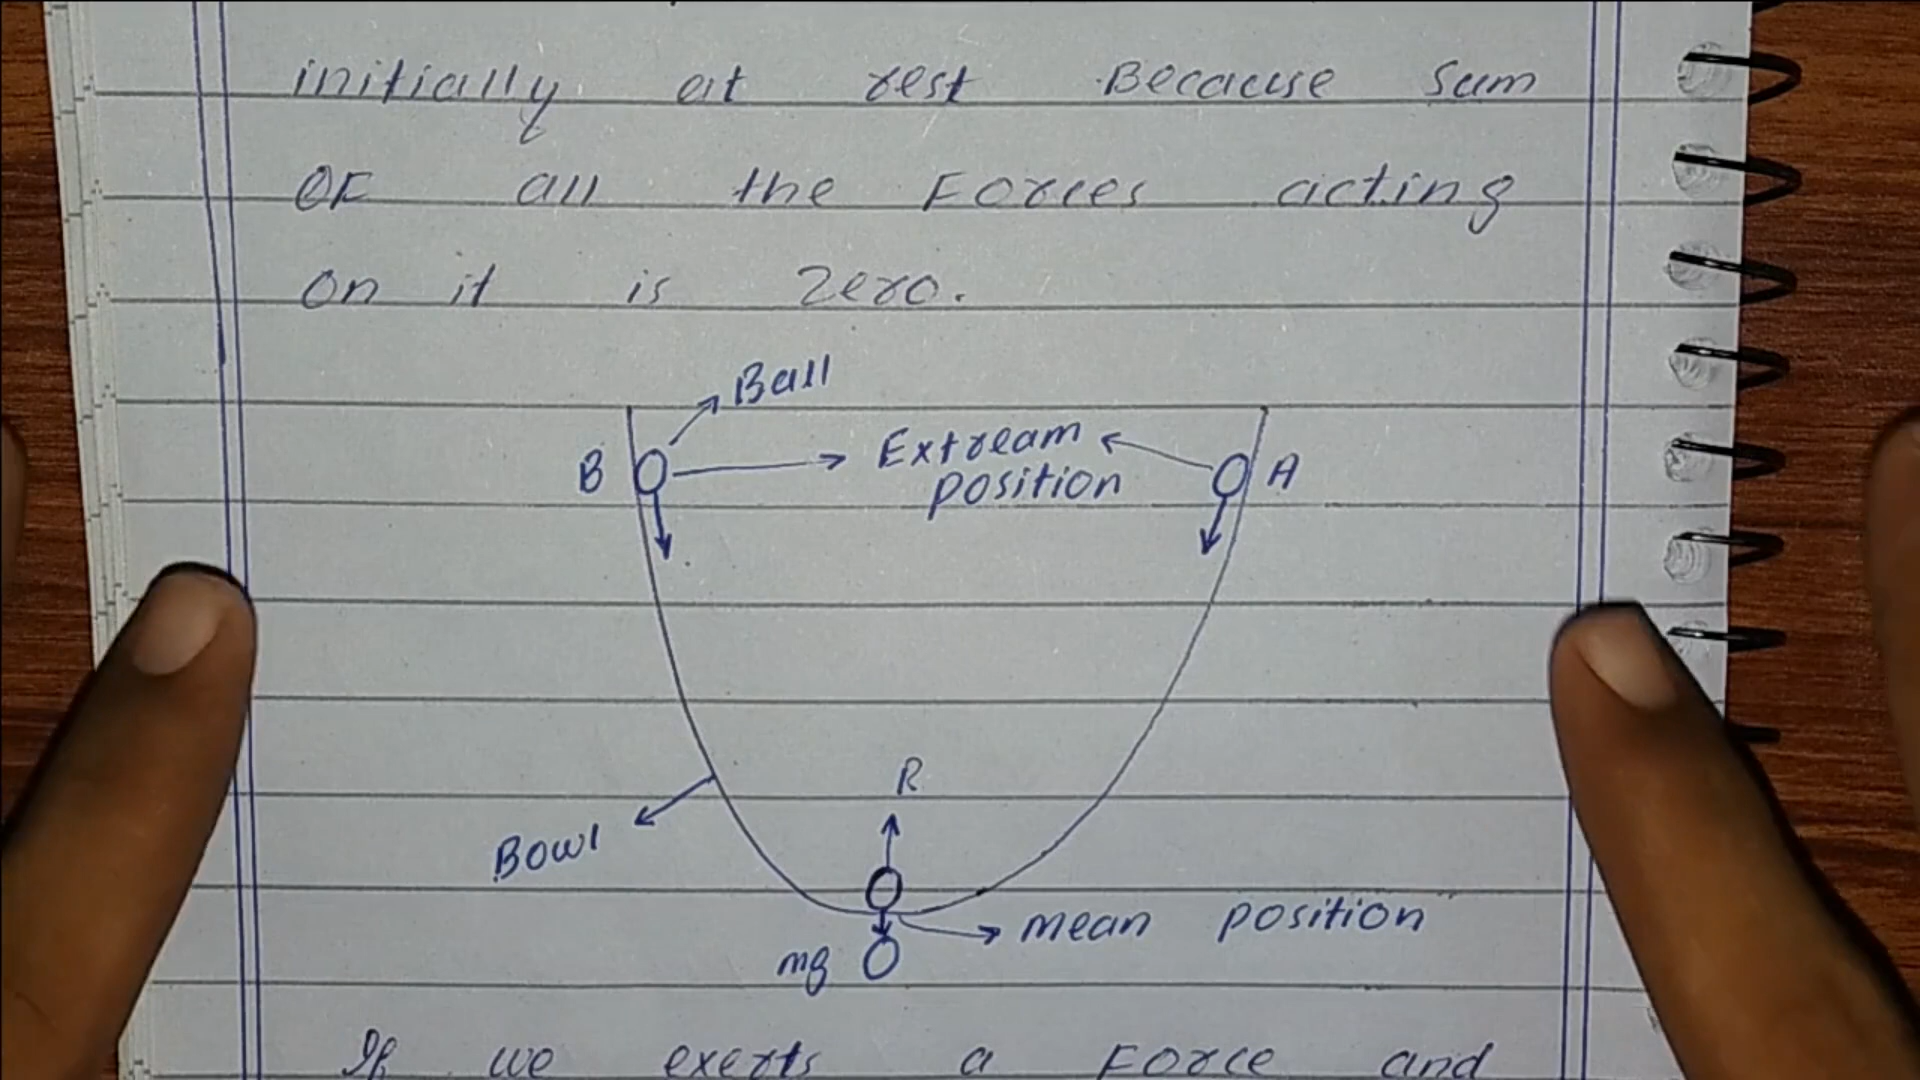 initially at rest Because Sum
OF all the Forces acting
on it is Zero.
Ball
B
Extream
position
A
R
Bowl
mean position
mg
O
If we exerts a Force and